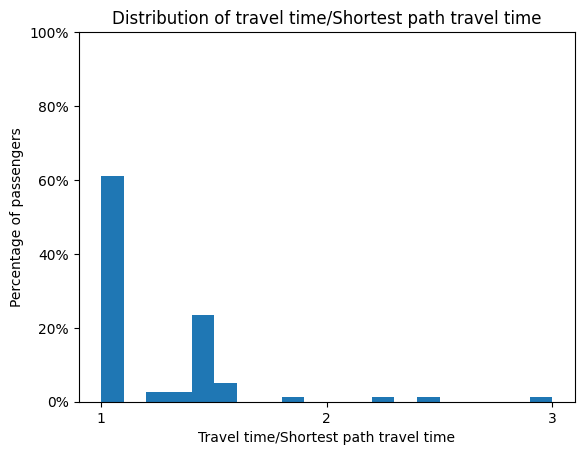 Distribution of travel time/Shortest path travel time
100%
80%
60%
40%
20%
0%
Percentage of passengers
1 2 3
Travel time/Shortest path travel time